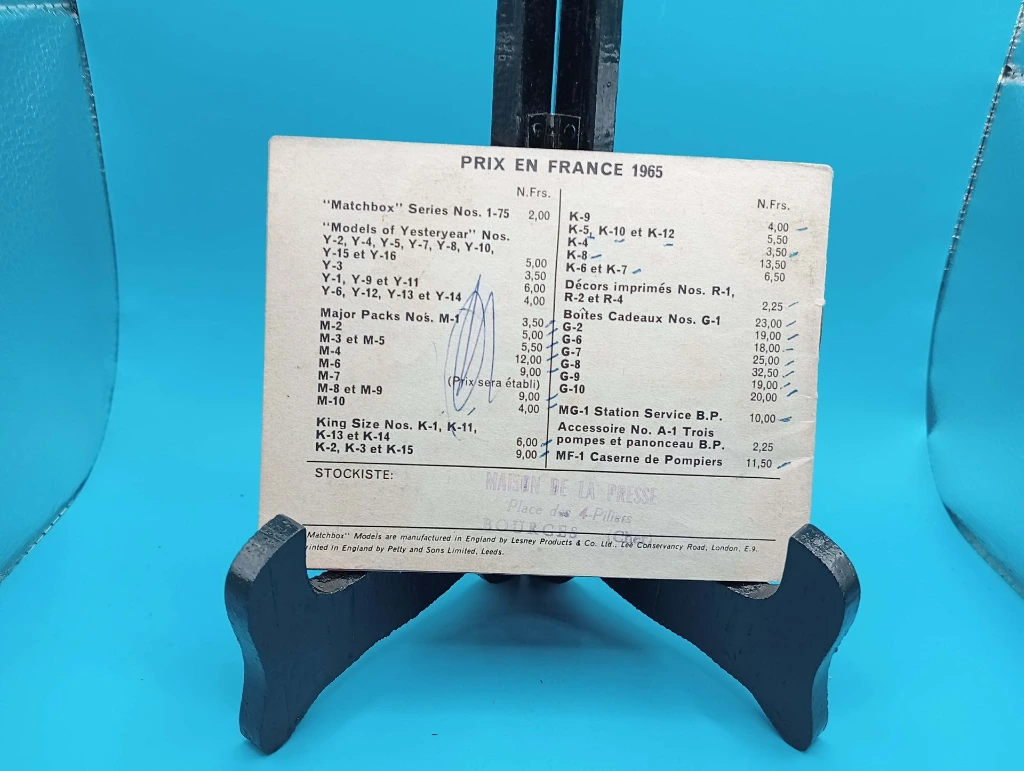 PRIX EN FRANCE 1965
N.Frs.
"Matchbox" Series Nos. 1-75 2,00
"Models of Yesteryear" Nos.
Y-2, Y-4, Y-5, Y-7, Y-8, Y-10,
Y-15 et Y-16 5,00
Y-3 3,50
Y-1, Y-9 et Y-11 6,00
Y-6, Y-12, Y-13 et Y-14 4,00
Major Packs Nos. M-1 3,50
M-2 5,00
M-3 et M-5 5,50
M-4 12,00
M-6 9,00
M-7 (Prix sera établi)
M-8 et M-9 9,00
M-10 4,00
King Size Nos. K-1, K-11,
K-13 et K-14 6,00
K-2, K-3 et K-15 9,00
N.Frs.
K-9 4,00
K-5, K-10 et K-12 5,50
K-4 3,50
K-8 13,50
K-6 et K-7 6,50
Décors imprimés Nos. R-1,
R-2 et R-4 2,25
Boîtes Cadeaux Nos. G-1 23,00
G-2 19,00
G-6 18,00
G-7 25,00
G-8 32,50
G-9 19,00
G-10 20,00
MG-1 Station Service B.P. 10,00
Accessoire No. A-1 Trois
pompes et panonceau B.P. 2,25
MF-1 Caserne de Pompiers 11,50
STOCKISTE:
MAISON DE LA PRESSE
Place des 4-Piliers
BOURGES (Cher)
Matchbox" Models are manufactured in England by Lesney Products & Co. Ltd., Lee Conservancy Road, London, E.9.
rinted in England by Petty and Sons Limited, Leeds.